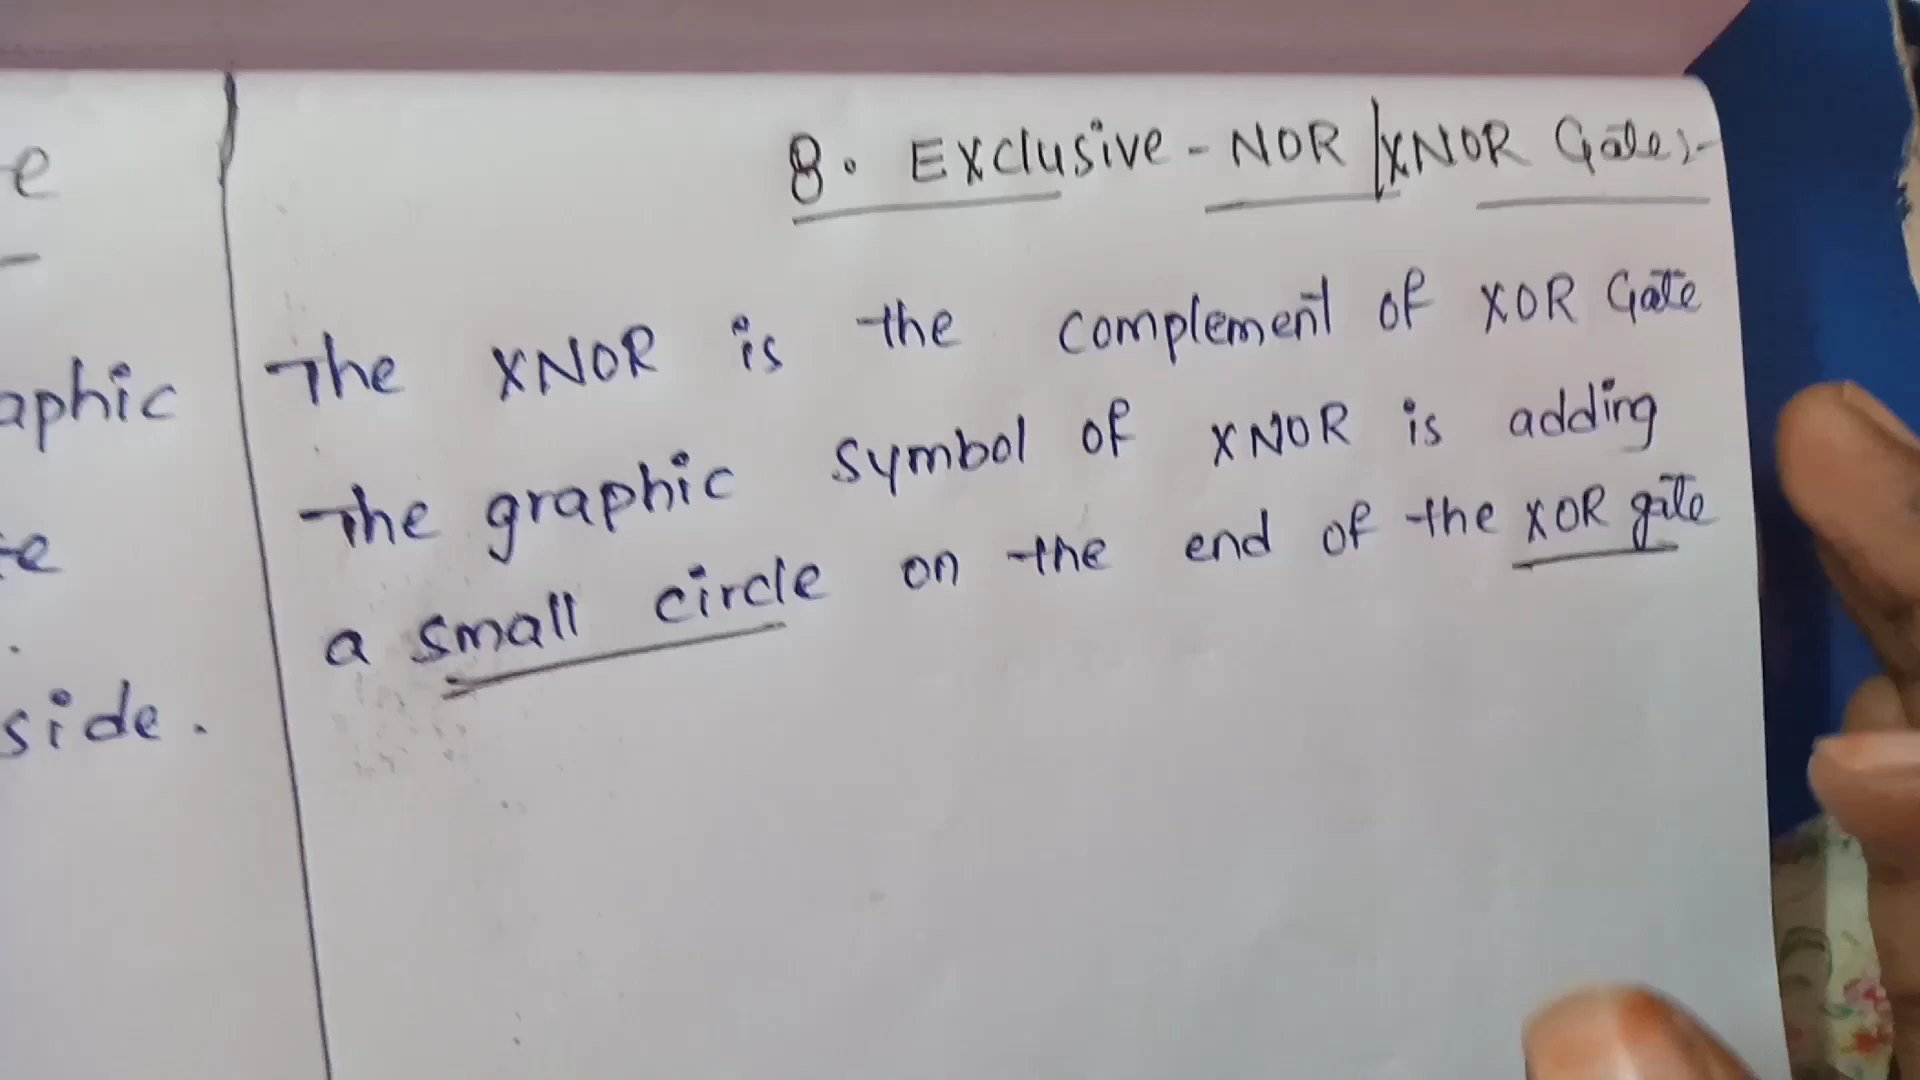 8. Exclusive - NOR | XNOR Gate:-
The XNOR is the complement of XOR Gate
The graphic symbol of XNOR is adding
a small circle on the end of the XOR gate
e
aphic
te
side.